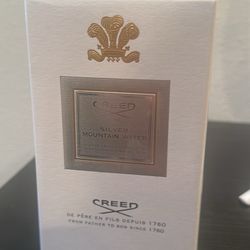 CREED
SILVER
MOUNTAIN WATER
CREED
DE PÈRE EN FILS DEPUIS 1760
FROM FATHER TO SON SINCE 1760